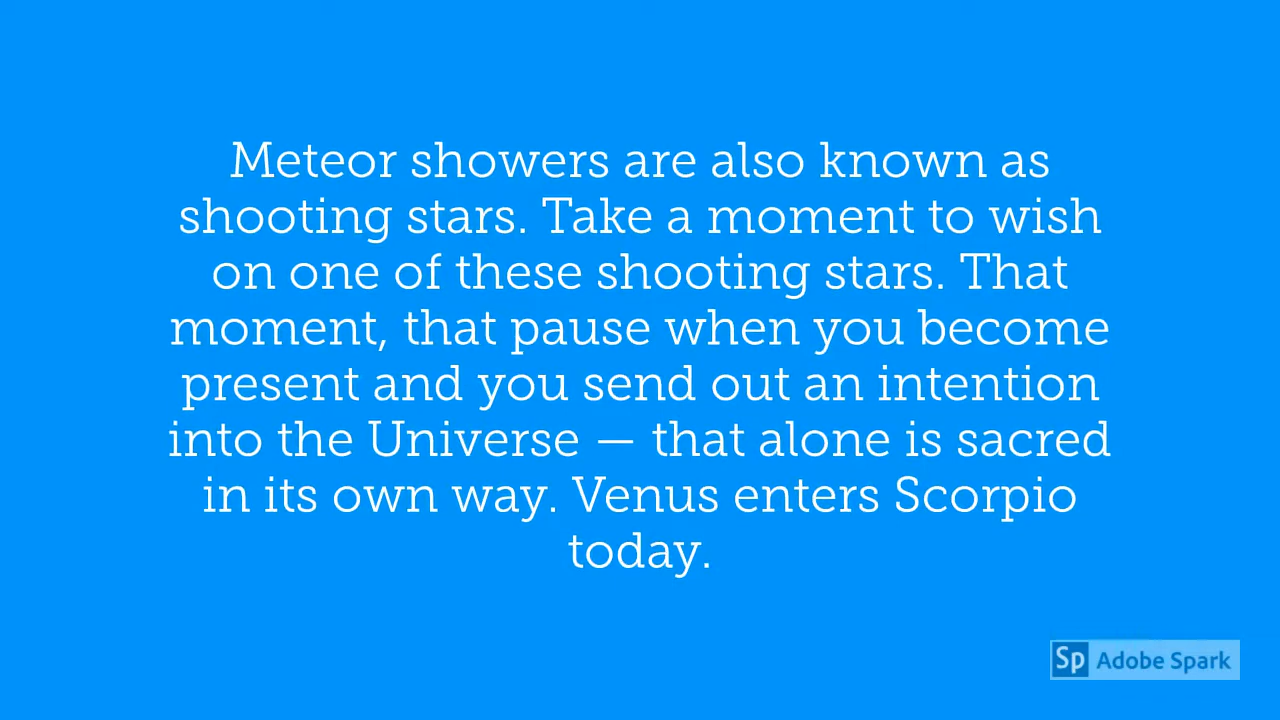 Meteor showers are also known as
shooting stars. Take a moment to wish
on one of these shooting stars. That
moment, that pause when you become
present and you send out an intention
into the Universe — that alone is sacred
in its own way. Venus enters Scorpio
today.
Sp Adobe Spark